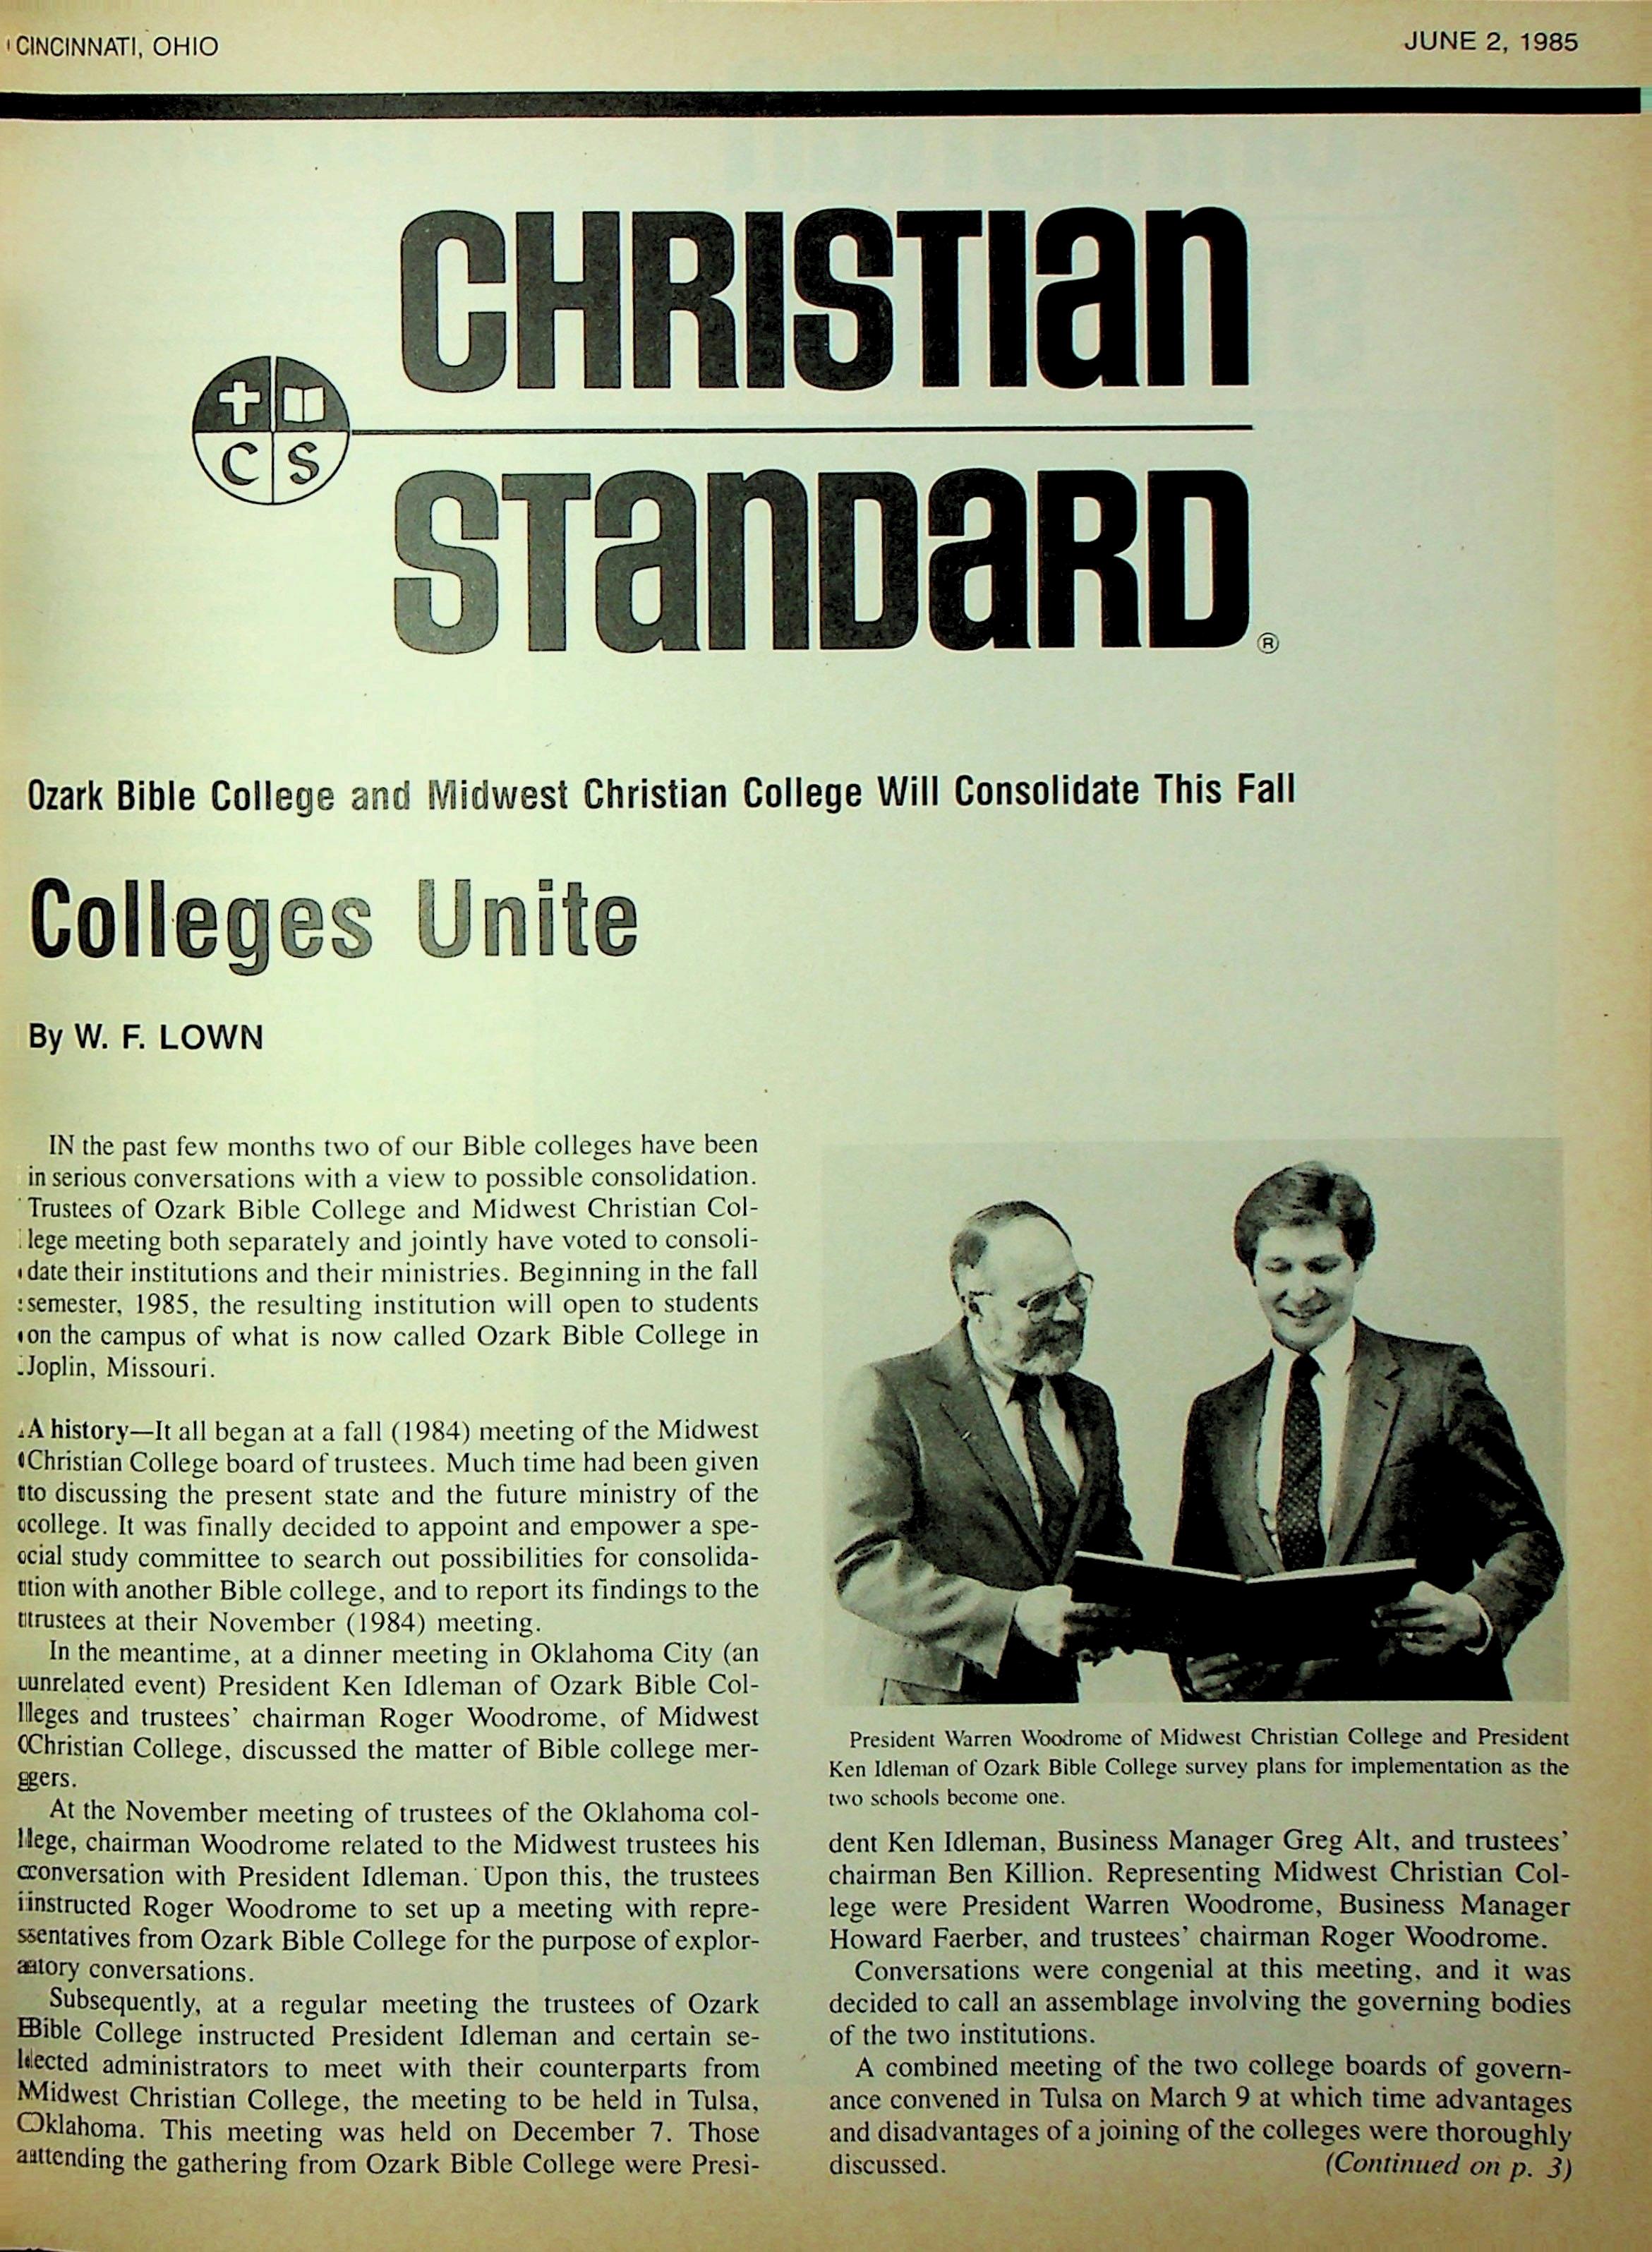 CINCINNATI, OHIO
JUNE 2, 1985
CHRISTIAN
C S
STANDARD®
Ozark Bible College and Midwest Christian College Will Consolidate This Fall
Colleges Unite
By W. F. LOWN
IN the past few months two of our Bible colleges have been
in serious conversations with a view to possible consolidation.
Trustees of Ozark Bible College and Midwest Christian Col-
lege meeting both separately and jointly have voted to consoli-
date their institutions and their ministries. Beginning in the fall
semester, 1985, the resulting institution will open to students
on the campus of what is now called Ozark Bible College in
Joplin, Missouri.
A history—It all began at a fall (1984) meeting of the Midwest
Christian College board of trustees. Much time had been given
to discussing the present state and the future ministry of the
college. It was finally decided to appoint and empower a spe-
cial study committee to search out possibilities for consolida-
tion with another Bible college, and to report its findings to the
trustees at their November (1984) meeting.
In the meantime, at a dinner meeting in Oklahoma City (an
unrelated event) President Ken Idleman of Ozark Bible Col-
leges and trustees' chairman Roger Woodrome, of Midwest
Christian College, discussed the matter of Bible college mer-
gers.
At the November meeting of trustees of the Oklahoma col-
lege, chairman Woodrome related to the Midwest trustees his
conversation with President Idleman. Upon this, the trustees
instructed Roger Woodrome to set up a meeting with repre-
sentatives from Ozark Bible College for the purpose of explor-
atory conversations.
Subsequently, at a regular meeting the trustees of Ozark
Bible College instructed President Idleman and certain se-
lected administrators to meet with their counterparts from
Midwest Christian College, the meeting to be held in Tulsa,
Oklahoma. This meeting was held on December 7. Those
attending the gathering from Ozark Bible College were Presi-
President Warren Woodrome of Midwest Christian College and President
Ken Idleman of Ozark Bible College survey plans for implementation as the
two schools become one.
dent Ken Idleman, Business Manager Greg Alt, and trustees'
chairman Ben Killion. Representing Midwest Christian Col-
lege were President Warren Woodrome, Business Manager
Howard Faerber, and trustees' chairman Roger Woodrome.
Conversations were congenial at this meeting, and it was
decided to call an assemblage involving the governing bodies
of the two institutions.
A combined meeting of the two college boards of govern-
ance convened in Tulsa on March 9 at which time advantages
and disadvantages of a joining of the colleges were thoroughly
discussed. (Continued on p. 3)